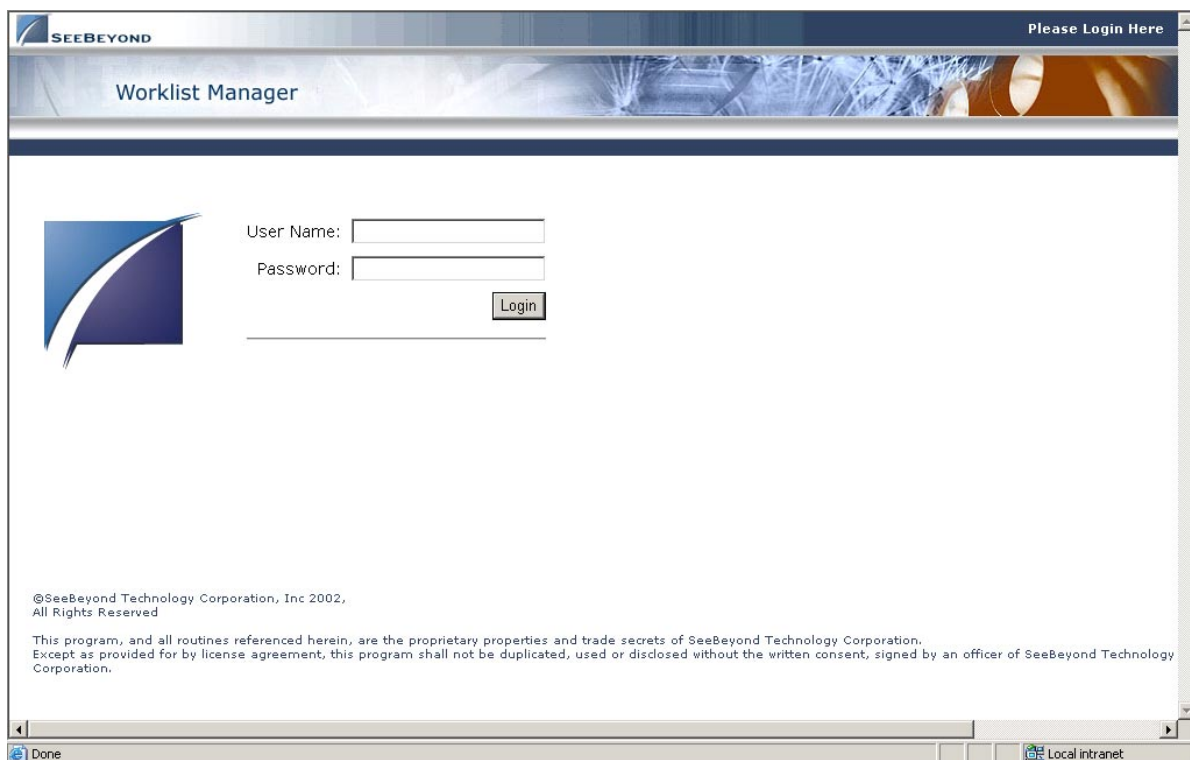 SEEBEYOND
Please Login Here
Worklist Manager
User Name:
Password:
Login
©SeeBeyond Technology Corporation, Inc 2002,
All Rights Reserved
This program, and all routines referenced herein, are the proprietary properties and trade secrets of SeeBeyond Technology Corporation.
Except as provided for by license agreement, this program shall not be duplicated, used or disclosed without the written consent, signed by an officer of SeeBeyond Technology
Corporation.
Done
Local intranet